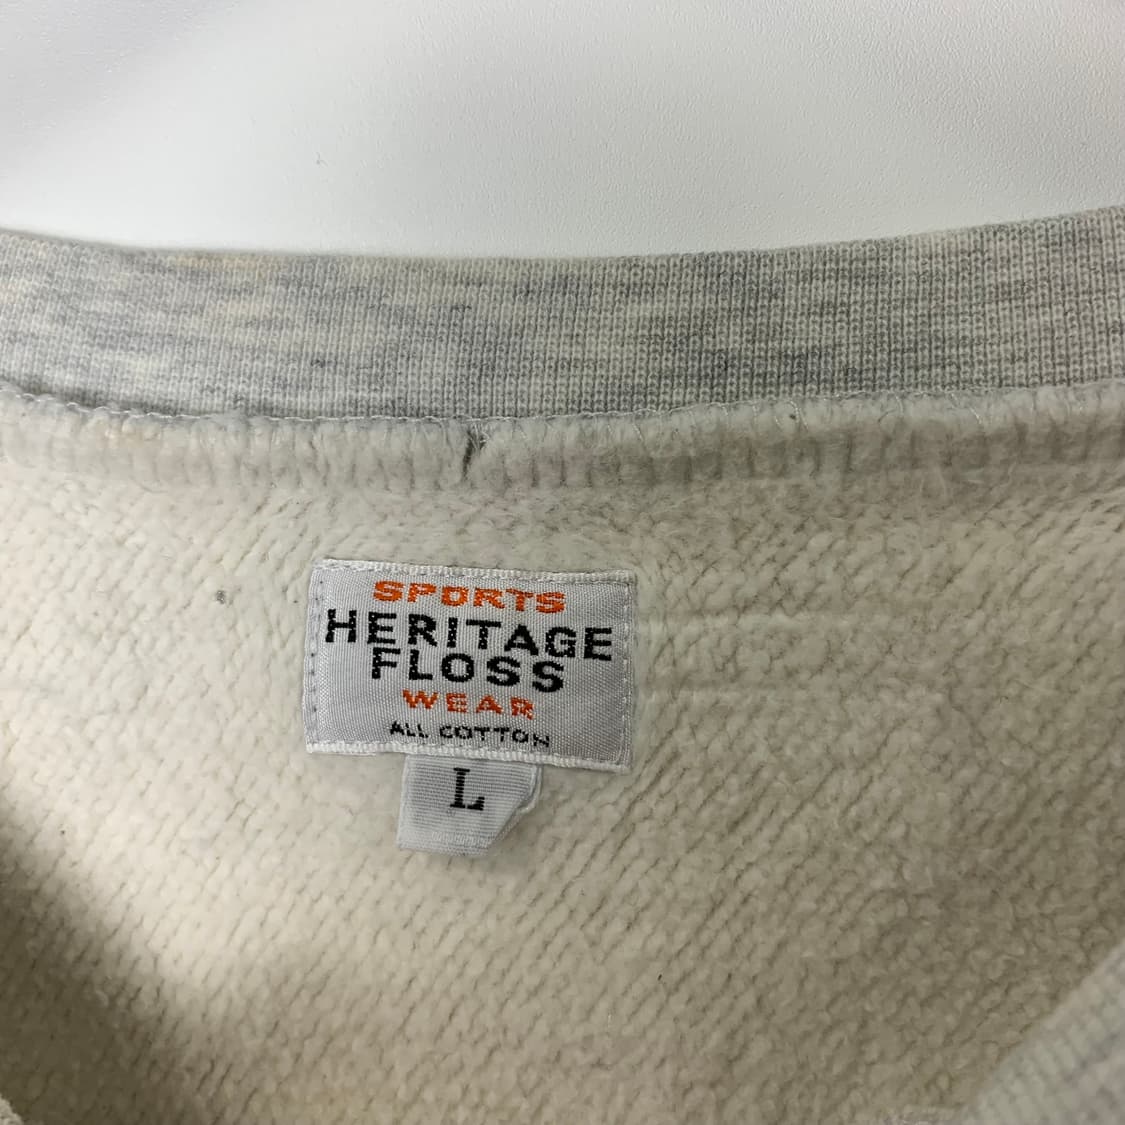 SPORTS
HERITAGE
FLOSS
WEAR
ALL COTTON
L